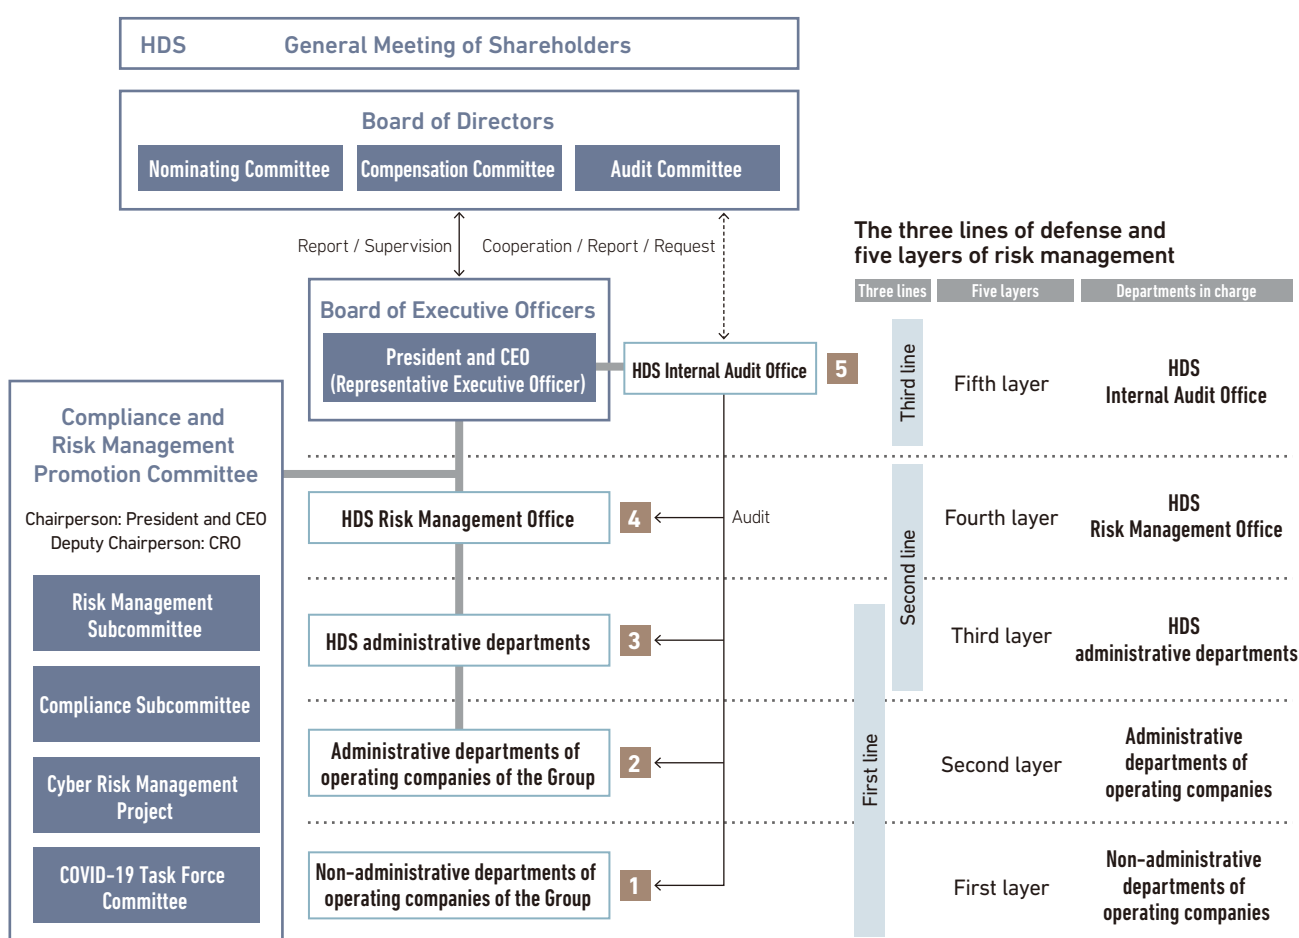 HDS General Meeting of Shareholders
Board of Directors
Nominating Committee
Compensation Committee
Audit Committee
Report / Supervision
Cooperation / Report / Request
Board of Executive Officers
President and CEO
(Representative Executive Officer)
HDS Internal Audit Office
5
Compliance and
Risk Management
Promotion Committee
Chairperson: President and CEO
Deputy Chairperson: CRO
Risk Management
Subcommittee
Compliance Subcommittee
Cyber Risk Management
Project
COVID-19 Task Force
Committee
HDS Risk Management Office
4
Audit
HDS administrative departments
3
Administrative departments of
operating companies of the Group
2
Non-administrative departments of
operating companies of the Group
1
The three lines of defense and
five layers of risk management
Three lines
Five layers
Departments in charge
Third line
Fifth layer
HDS
Internal Audit Office
Second line
Fourth layer
HDS
Risk Management Office
Third layer
HDS
administrative departments
First line
Second layer
Administrative
departments of
operating companies
First layer
Non-administrative
departments of
operating companies